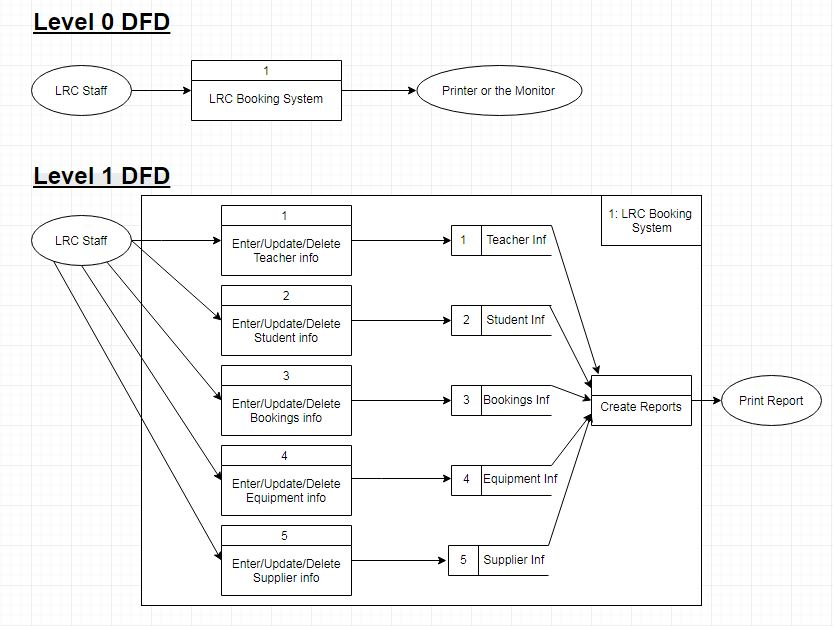 Level 0 DFD
LRC Staff
1
LRC Booking System
Printer or the Monitor
Level 1 DFD
1: LRC Booking
System
LRC Staff
1
Enter/Update/Delete
Teacher info
1
Teacher Inf
2
Enter/Update/Delete
Student info
2
Student Inf
3
Enter/Update/Delete
Bookings info
3
Bookings Inf
Create Reports
Print Report
4
Enter/Update/Delete
Equipment info
4
Equipment Inf
5
Enter/Update/Delete
Supplier info
5
Supplier Inf